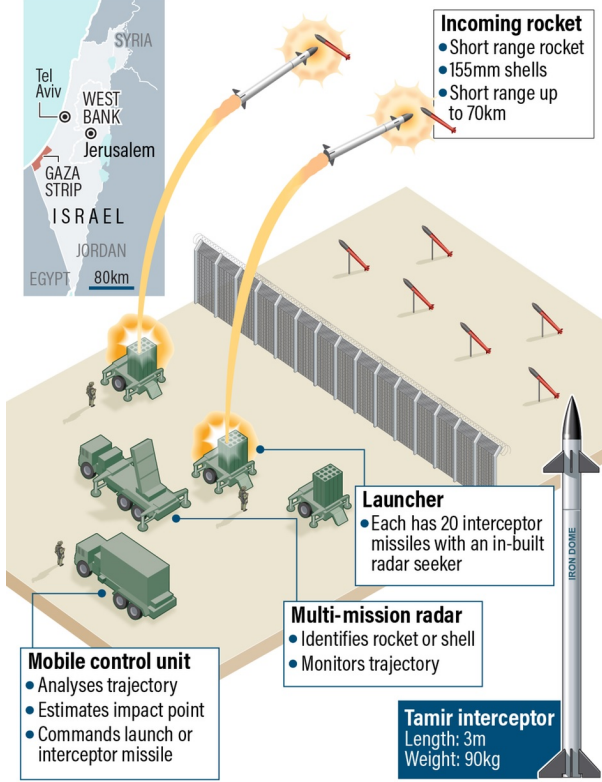 SYRIA
Tel
Aviv
WEST
BANK
Jerusalem
GAZA
STRIP
ISRAEL
JORDAN
EGYPT
80km
Incoming rocket
• Short range rocket
• 155mm shells
• Short range up
to 70km
Launcher
• Each has 20 interceptor
missiles with an in-built
radar seeker
Multi-mission radar
• Identifies rocket or shell
• Monitors trajectory
Mobile control unit
• Analyses trajectory
• Estimates impact point
• Commands launch or
interceptor missile
IRON DOME
Tamir interceptor
Length: 3m
Weight: 90kg